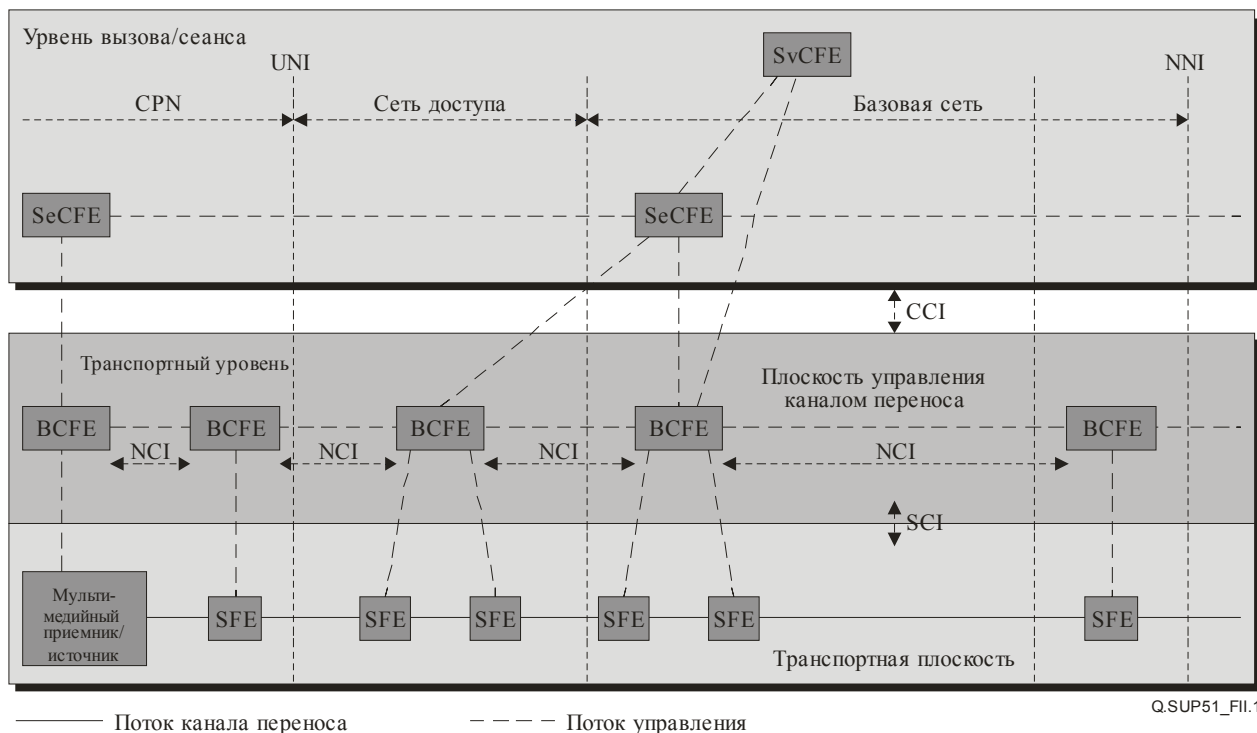 Урвень вызова/сеанса
SvCFE
UNI
NNI
CPN
Сеть доступа
Базовая сеть
SeCFE
SeCFE
CCI
Транспортный уровень
Плоскость управления
каналом переноса
BCFE
BCFE
BCFE
BCFE
BCFE
NCI
NCI
NCI
NCI
SCI
Мульти-
медийный
приемник/
источник
SFE
SFE
SFE
SFE
SFE
SFE
Транспортная плоскость
Поток канала переноса
Поток управления
Q.SUP51_FII.1